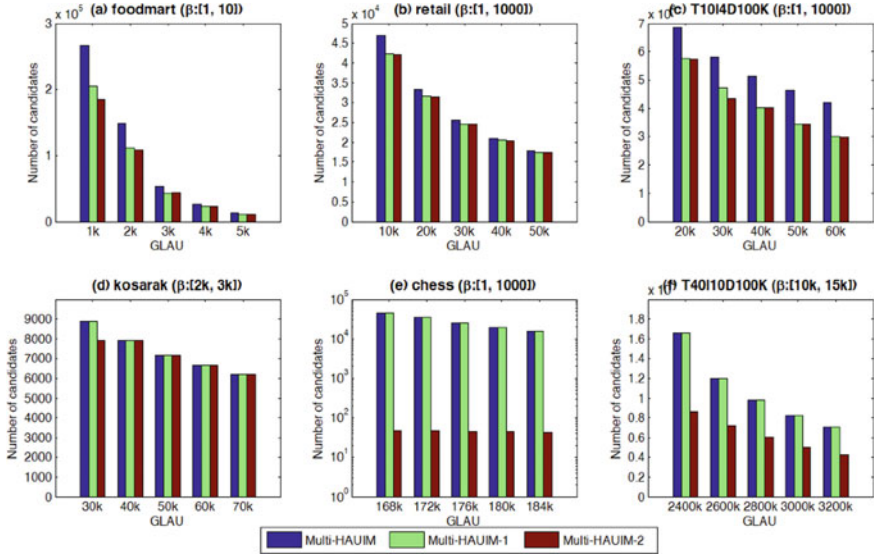 (a) foodmart (β:[1, 10])
x 10^5
3
2
1
0
Number of candidates
1k 2k 3k 4k 5k
GLAU
(b) retail (β:[1, 1000])
x 10^4
5
4.5
4
3.5
3
2.5
2
1.5
1
0.5
0
Number of candidates
10k 20k 30k 40k 50k
GLAU
(c) T10I4D100K (β:[1, 1000])
x 10
7
6
5
4
3
2
1
0
Number of candidates
20k 30k 40k 50k 60k
GLAU
(d) kosarak (β:[2k, 3k])
9000
8000
7000
6000
5000
4000
3000
2000
1000
0
Number of candidates
30k 40k 50k 60k 70k
GLAU
(e) chess (β:[1, 1000])
10^5
10^4
10^3
10^2
10^1
10^0
Number of candidates
168k 172k 176k 180k 184k
GLAU
(f) T40I10D100K (β:[10k, 15k])
x 10
1.8
1.6
1.4
1.2
1
0.8
0.6
0.4
0.2
0
Number of candidates
2400k 2600k 2800k 3000k 3200k
GLAU
Multi-HAUIM Multi-HAUIM-1 Multi-HAUIM-2